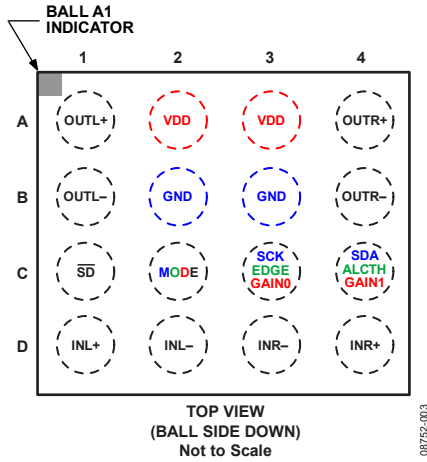 BALL A1
INDICATOR
1 2 3 4
A OUTL+ VDD VDD OUTR+
B OUTL– GND GND OUTR–
C SD MODE SCK EDGE GAIN0 SDA ALCTH GAIN1
D INL+ INL– INR– INR+
TOP VIEW
(BALL SIDE DOWN)
Not to Scale
08752-003